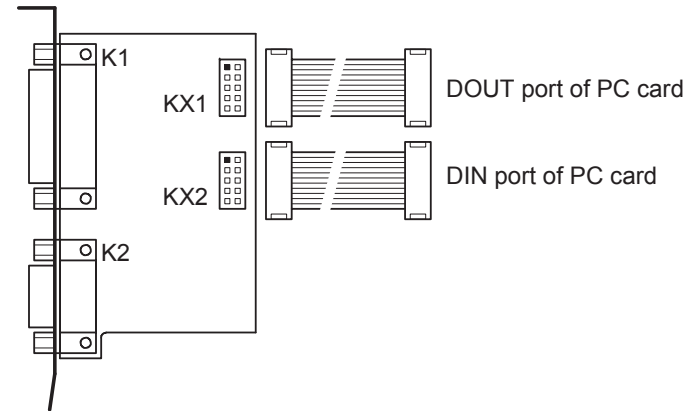 K1
KX1
DOUT port of PC card
KX2
DIN port of PC card
K2